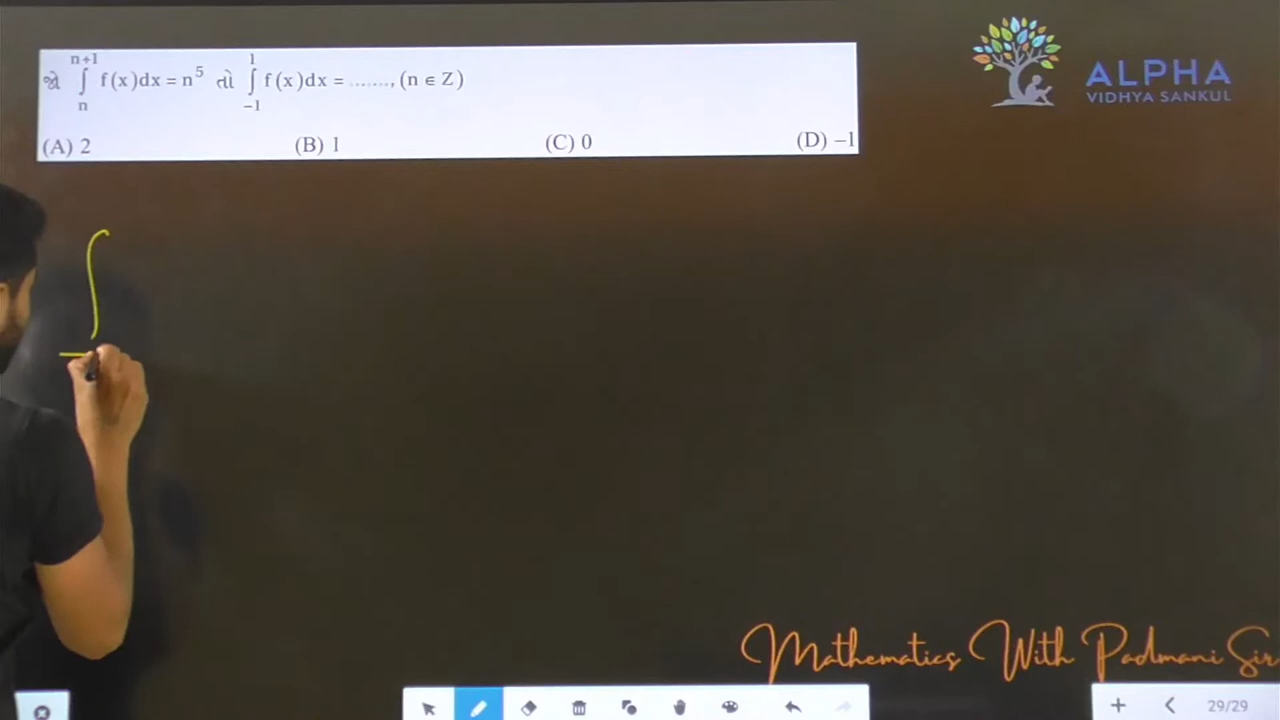 જો ∫ₙⁿ⁺¹ f(x)dx = n⁵ તો ∫₋₁¹ f(x)dx = ......., (n ∈ Z)
(A) 2 (B) 1 (C) 0 (D) –1
ALPHA
VIDHYA SANKUL
∫
Mathematics With Padmani Sir
29/29